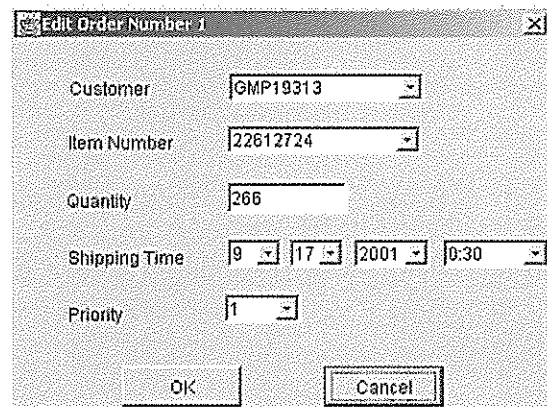 Edit Order Number 1
Customer GMP19313
Item Number 22612724
Quantity 266
Shipping Time 9 17 2001 0:30
Priority 1
OK Cancel